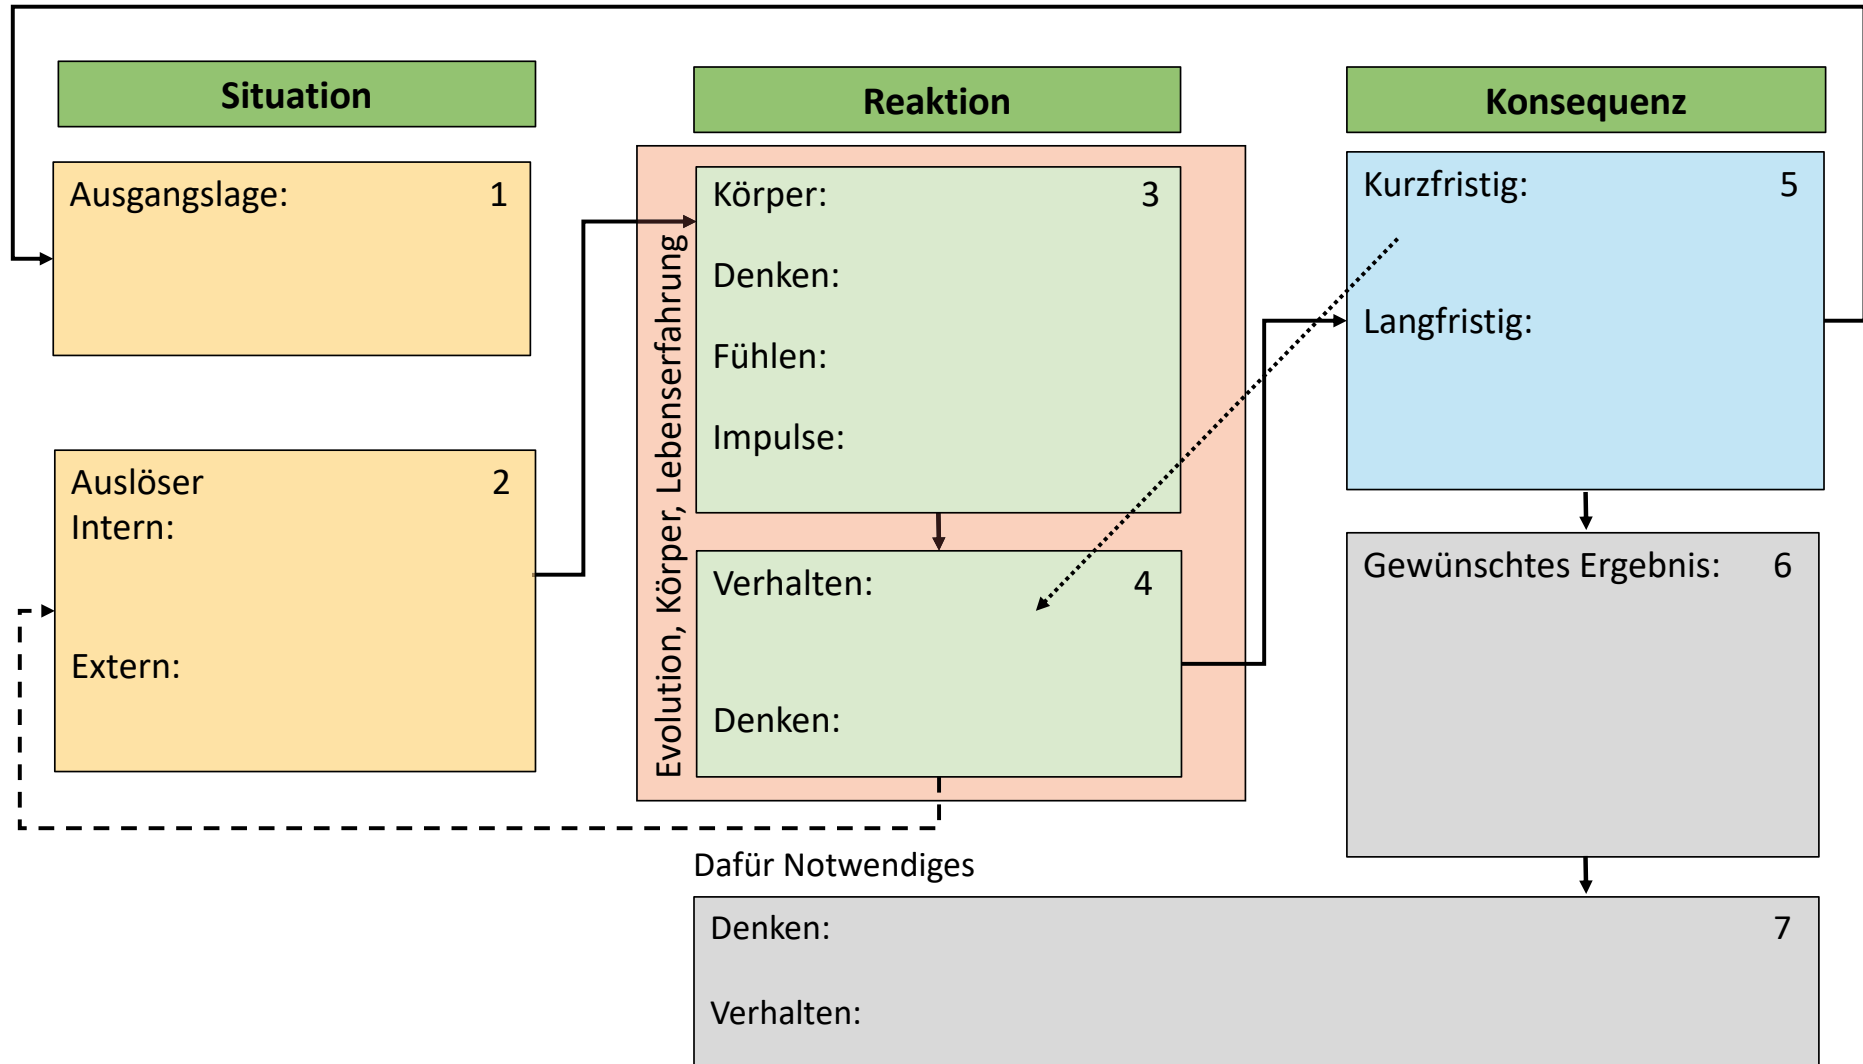 Situation
Ausgangslage: 1
Auslöser 2
Intern:
Extern:
Reaktion
Evolution, Körper, Lebenserfahrung
Körper: 3
Denken:
Fühlen:
Impulse:
Verhalten: 4
Denken:
Konsequenz
Kurzfristig: 5
Langfristig:
Gewünschtes Ergebnis: 6
Dafür Notwendiges
Denken: 7
Verhalten: